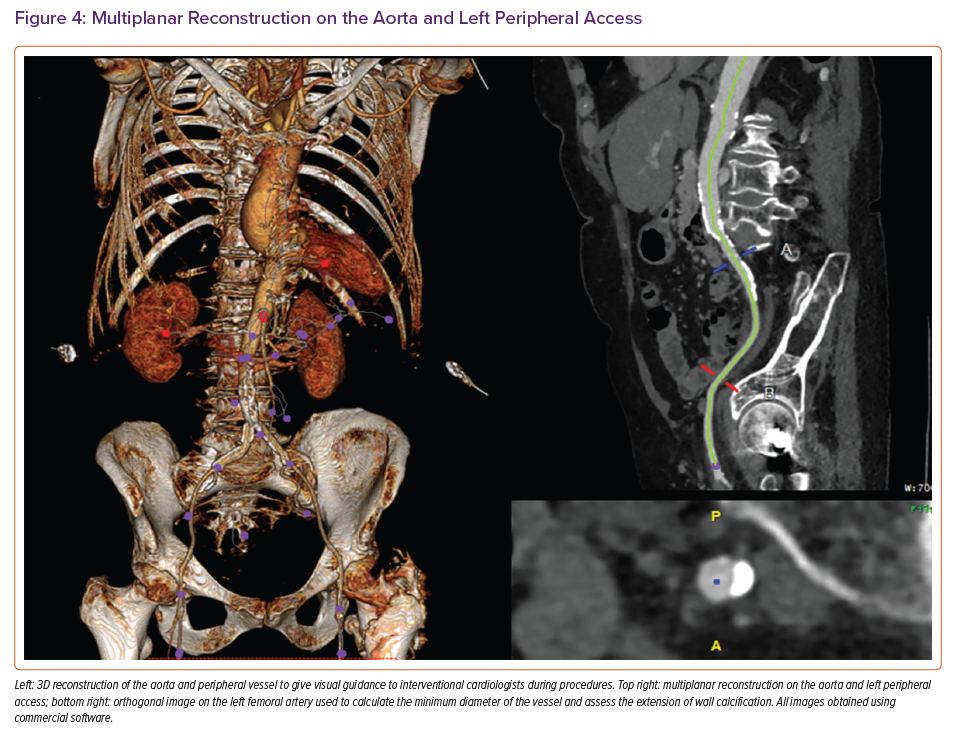 Figure 4: Multiplanar Reconstruction on the Aorta and Left Peripheral Access
A
B
W:700
P
A
Left: 3D reconstruction of the aorta and peripheral vessel to give visual guidance to interventional cardiologists during procedures. Top right: multiplanar reconstruction on the aorta and left peripheral
access; bottom right: orthogonal image on the left femoral artery used to calculate the minimum diameter of the vessel and assess the extension of wall calcification. All images obtained using
commercial software.